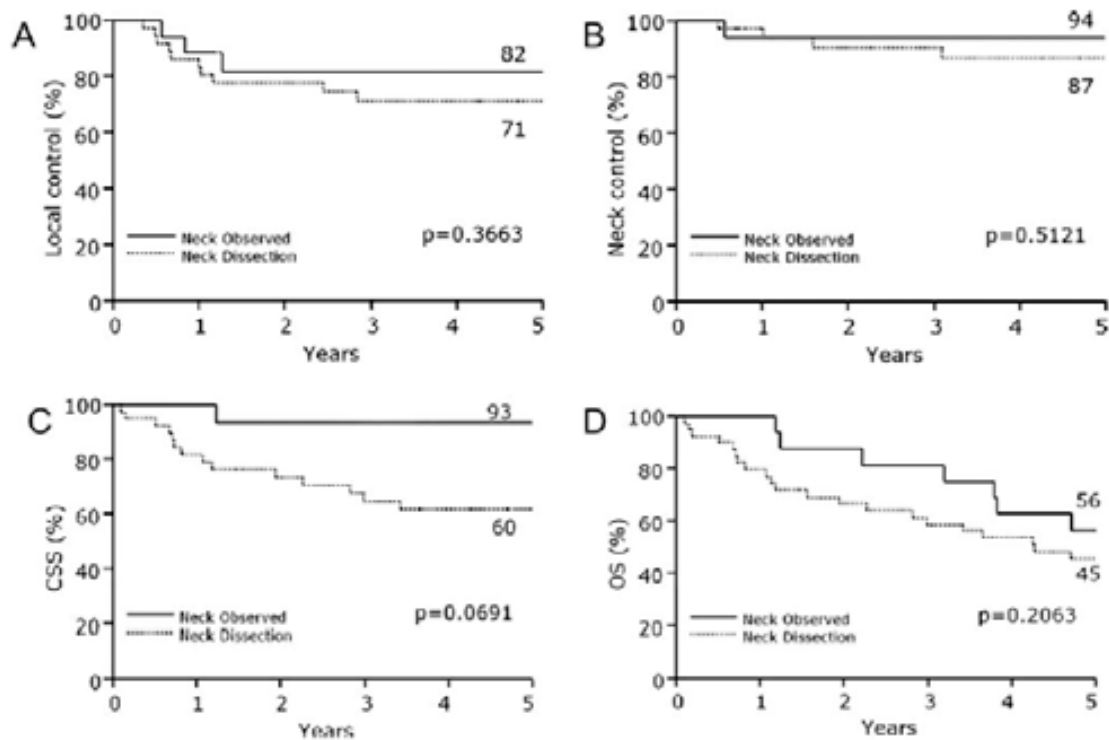 A
Local control (%)
100
80
60
40
20
0
82
71
Neck Observed
Neck Dissection
p=0.3663
0 1 2 3 4 5
Years
B
Neck control (%)
100
80
60
40
20
0
94
87
Neck Observed
Neck Dissection
p=0.5121
0 1 2 3 4 5
Years
C
CSS (%)
100
80
60
40
20
0
93
60
Neck Observed
Neck Dissection
p=0.0691
0 1 2 3 4 5
Years
D
OS (%)
100
80
60
40
20
0
56
45
Neck Observed
Neck Dissection
p=0.2063
0 1 2 3 4 5
Years